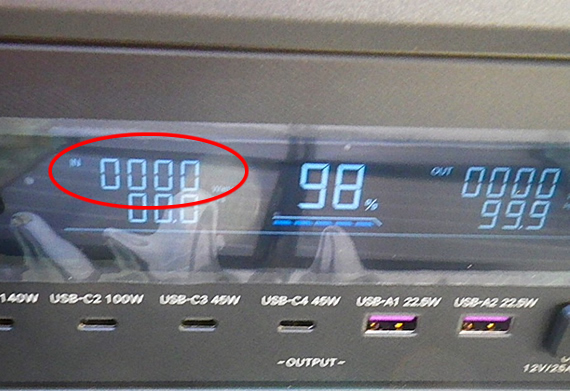 IN 0000 98 % OUT 0000
00.0 99.9
140W USB-C2 100W USB-C3 45W USB-C4 45W USB-A1 22.5W USB-A2 22.5W
~OUTPUT~
12V/25A